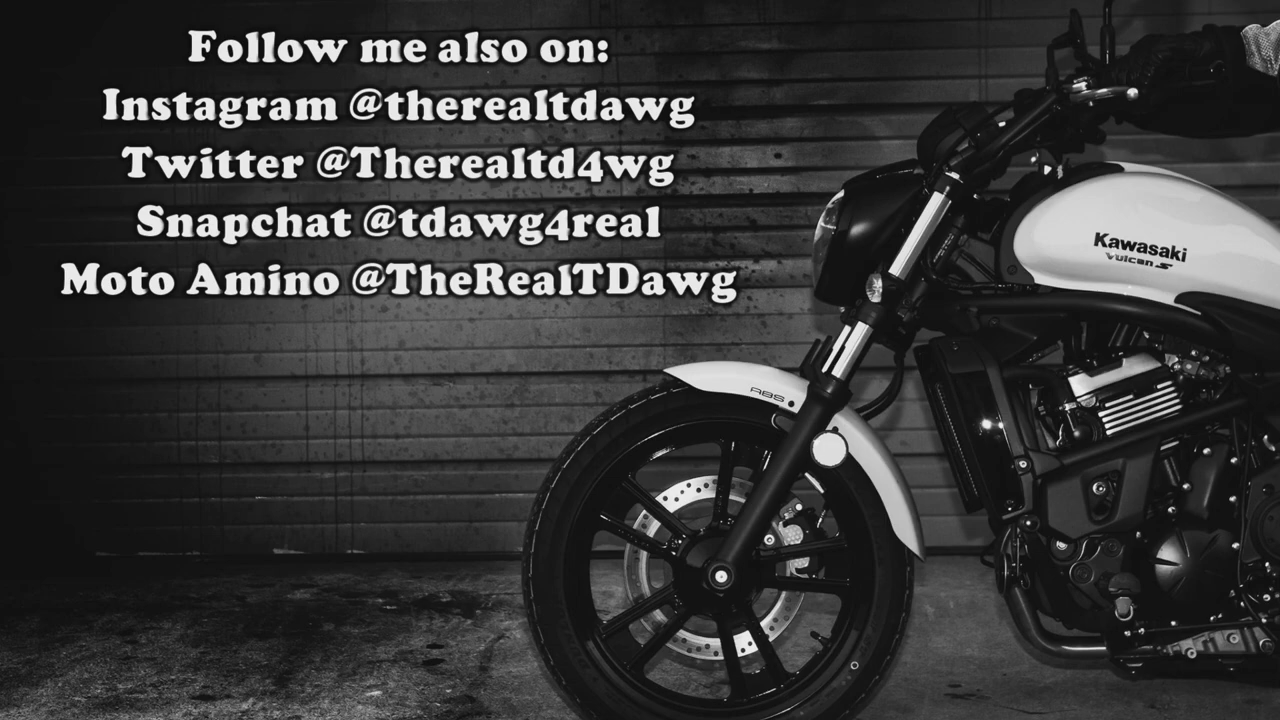 Follow me also on:
Instagram @therealtdawg
Twitter @Therealtd4wg
Snapchat @tdawg4real
Moto Amino @TheRealTDawg
Kawasaki
Vulcan S
ABS